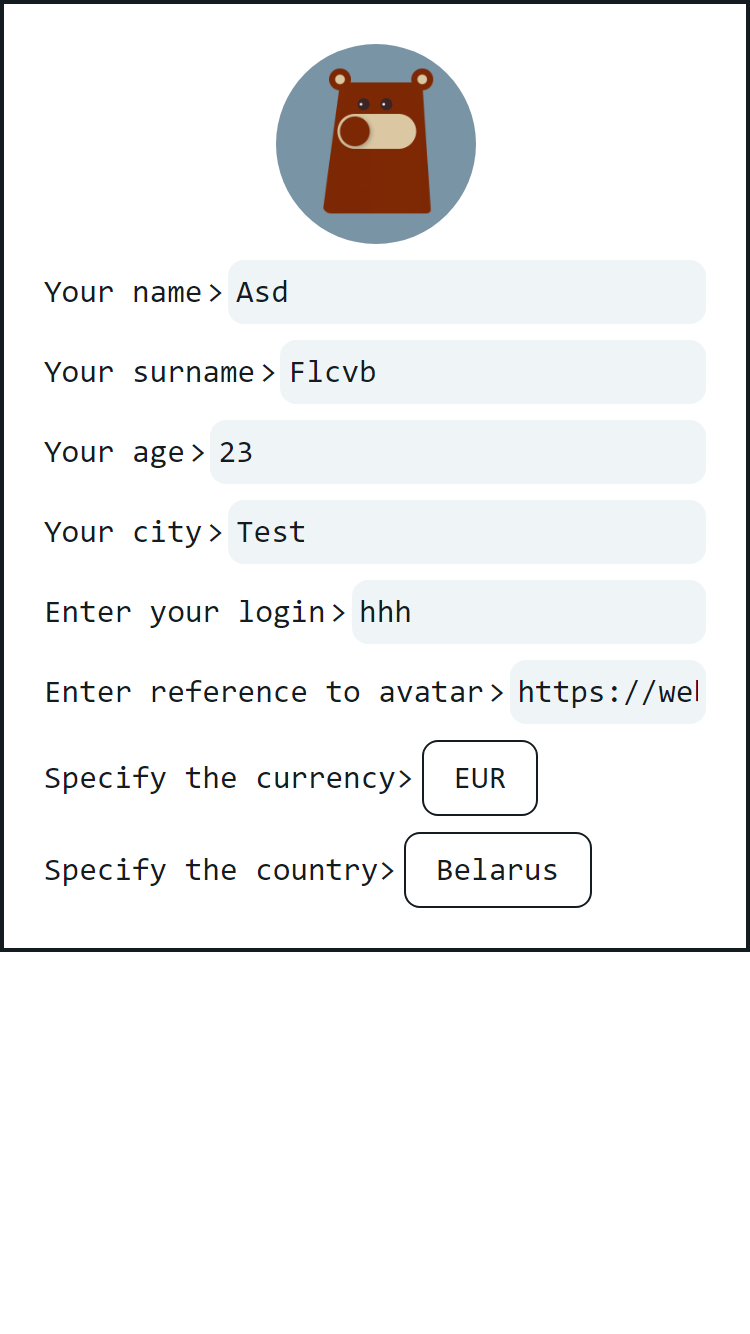 Your name> Asd
Your surname> Flcvb
Your age> 23
Your city> Test
Enter your login> hhh
Enter reference to avatar> https://we
Specify the currency> EUR
Specify the country> Belarus